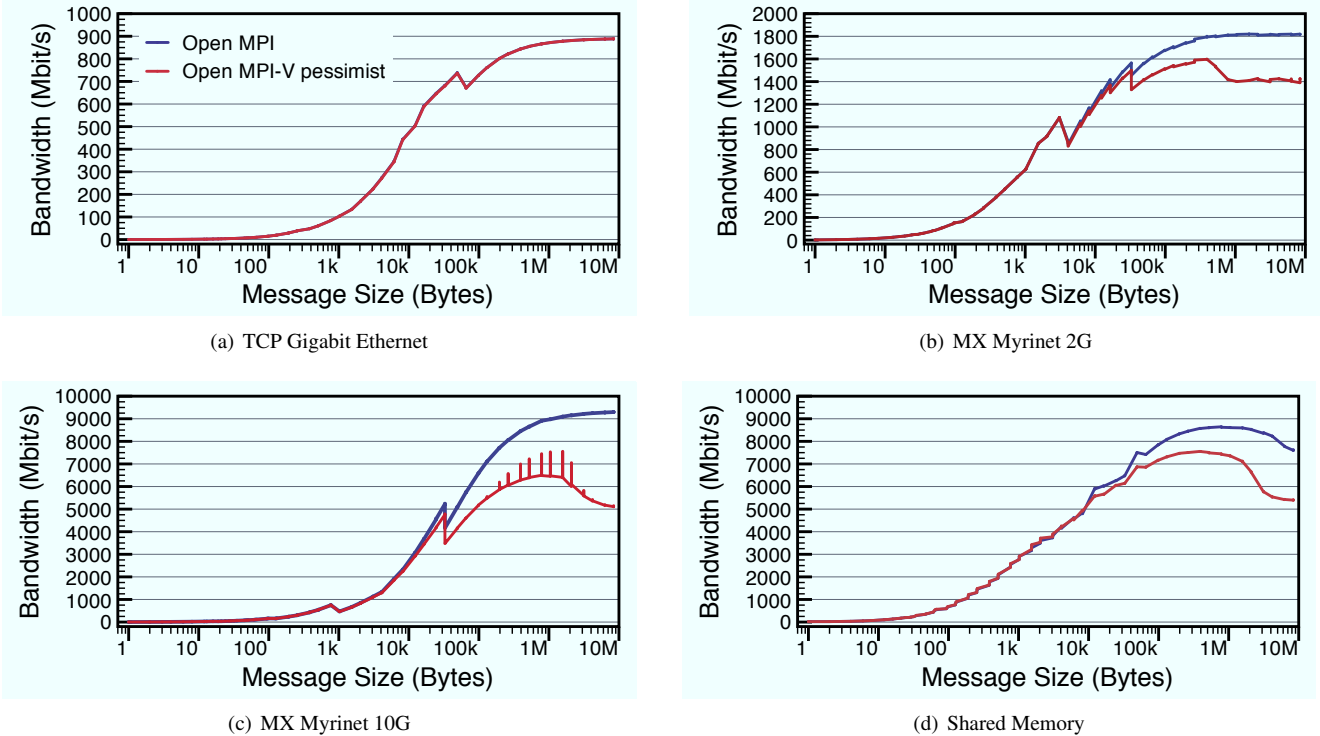 Bandwidth (Mbit/s)
1000
900
800
700
600
500
400
300
200
100
0
Open MPI
Open MPI-V pessimist
1 10 100 1k 10k 100k 1M 10M
Message Size (Bytes)
(a) TCP Gigabit Ethernet
Bandwidth (Mbit/s)
2000
1800
1600
1400
1200
1000
800
600
400
200
0
1 10 100 1k 10k 100k 1M 10M
Message Size (Bytes)
(b) MX Myrinet 2G
Bandwidth (Mbit/s)
10000
9000
8000
7000
6000
5000
4000
3000
2000
1000
0
1 10 100 1k 10k 100k 1M 10M
Message Size (Bytes)
(c) MX Myrinet 10G
Bandwidth (Mbit/s)
10000
9000
8000
7000
6000
5000
4000
3000
2000
1000
0
1 10 100 1k 10k 100k 1M 10M
Message Size (Bytes)
(d) Shared Memory